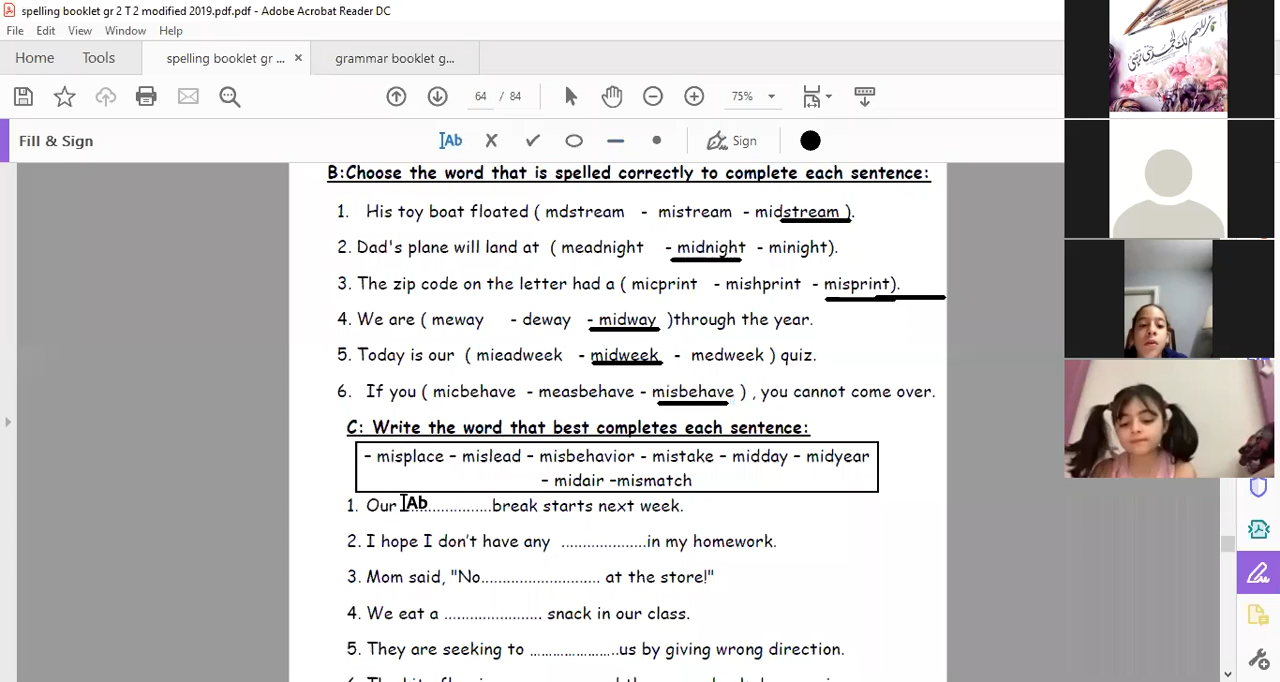 spelling booklet gr 2 T 2 modified 2019.pdf.pdf - Adobe Acrobat Reader DC
File Edit View Window Help
Home Tools spelling booklet gr ... × grammar booklet g...
64 / 84 75%
Fill & Sign Ab Sign
B:Choose the word that is spelled correctly to complete each sentence:
1. His toy boat floated ( mdstream - mistream - midstream ).
2. Dad's plane will land at ( meadnight - midnight - minight).
3. The zip code on the letter had a ( micprint - mishprint - misprint).
4. We are ( meway - deway - midway )through the year.
5. Today is our ( mieadweek - midweek - medweek ) quiz.
6. If you ( micbehave - measbehave - misbehave ) , you cannot come over.
C: Write the word that best completes each sentence:
- misplace - mislead - misbehavior - mistake - midday - midyear
- midair -mismatch
1. Our Ab...................break starts next week.
2. I hope I don't have any ....................in my homework.
3. Mom said, "No............................ at the store!"
4. We eat a ....................... snack in our class.
5. They are seeking to .......................us by giving wrong direction.